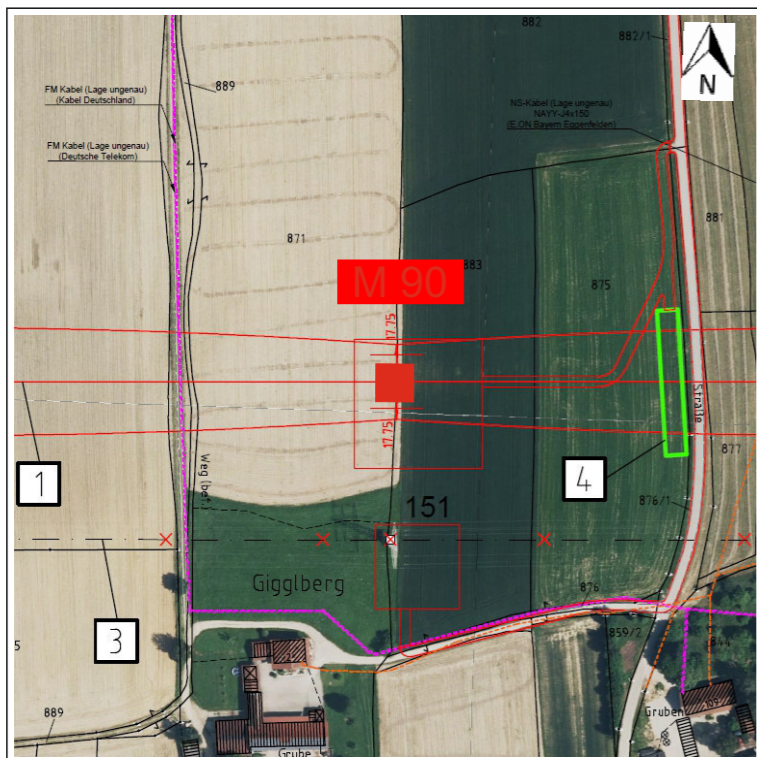 882
882/1
N
889
FM Kabel (Lage ungenau)
(Kabel Deutschland)
NS-Kabel (Lage ungenau)
NAYY-J4x150
(E.ON Bayern Eggenfelden)
FM Kabel (Lage ungenau)
(Deutsche Telekom)
881
871
883
875
M 90
17.75
Straße
17.75
877
1
Weg (bef.)
4
151
876/1
Gigglberg
876
3
859/2
844
889
Gruben
Grube